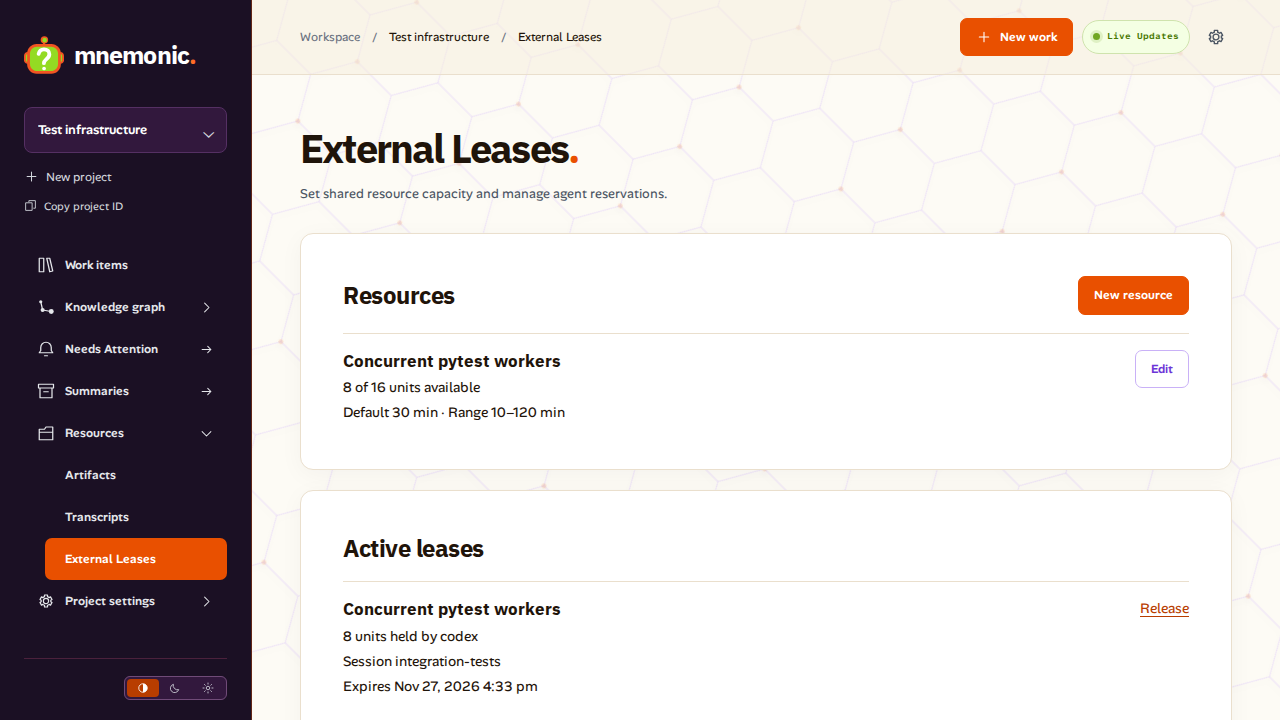 mnemonic.
Test infrastructure
New project
Copy project ID
Work items
Knowledge graph
Needs Attention
Summaries
Resources
Artifacts
Transcripts
External Leases
Project settings
Workspace / Test infrastructure / External Leases
New work
Live Updates
External Leases.
Set shared resource capacity and manage agent reservations.
Resources
New resource
Concurrent pytest workers
Edit
8 of 16 units available
Default 30 min · Range 10–120 min
Active leases
Concurrent pytest workers
Release
8 units held by codex
Session integration-tests
Expires Nov 27, 2026 4:33 pm